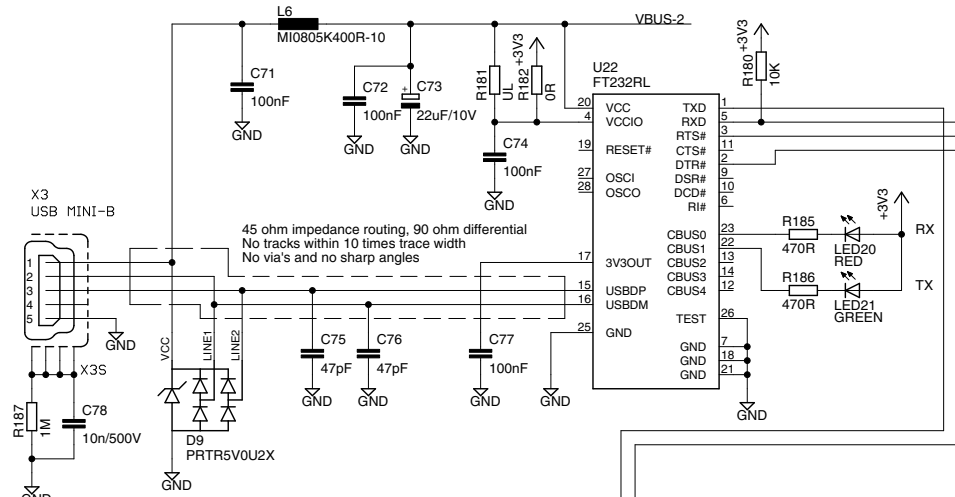 L6
MI0805K400R-10
VBUS-2
C71
100nF
GND
C72
100nF
GND
+
C73
22uF/10V
R181
UL
+3V3
R182
0R
C74
100nF
GND
+3V3
R180
10K
U22
FT232RL
20 VCC
4 VCCIO
19 RESET#
27 OSCI
28 OSCO
17 3V3OUT
15 USBDP
16 USBDM
25 GND
TXD 1
RXD 5
RTS# 3
CTS# 11
DTR# 2
DSR# 9
DCD# 10
RI# 6
CBUS0 23
CBUS1 22
CBUS2 13
CBUS3 14
CBUS4 12
TEST 26
GND 7
GND 18
GND 21
GND
R185
470R
LED20
RED
+3V3
RX
R186
470R
LED21
GREEN
TX
X3
USB MINI-B
1
2
3
4
5
GND
X3S
45 ohm impedance routing, 90 ohm differential
No tracks within 10 times trace width
No via's and no sharp angles
VCC
LINE1
LINE2
C75
47pF
GND
C76
47pF
GND
C77
100nF
GND
GND
R187
1M
C78
10n/500V
GND
D9
PRTR5V0U2X
GND